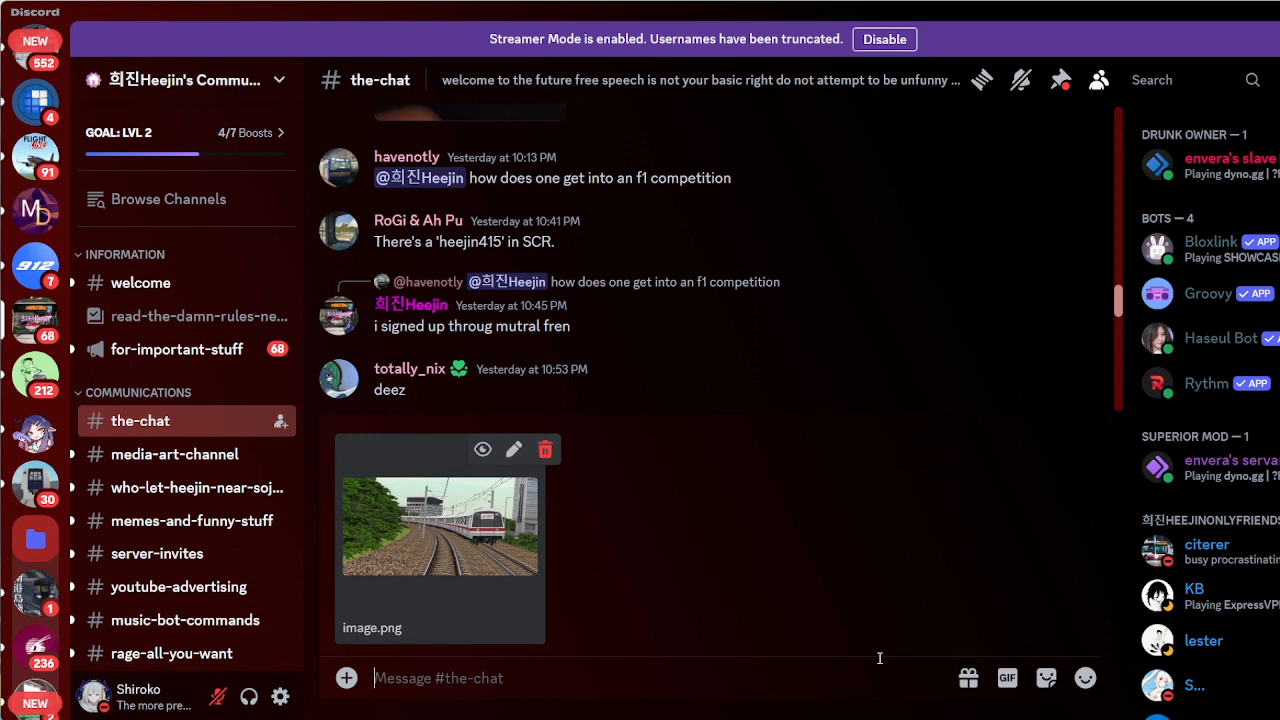 Discord
NEW
552
4
91
7
68
212
30
1
236
NEW
2
Streamer Mode is enabled. Usernames have been truncated.
Disable
희진Heejin's Commu...
GOAL: LVL 2
4/7 Boosts
Browse Channels
INFORMATION
welcome
read-the-damn-rules-ne...
for-important-stuff
68
COMMUNICATIONS
the-chat
media-art-channel
who-let-heejin-near-soj...
memes-and-funny-stuff
server-invites
youtube-advertising
music-bot-commands
rage-all-you-want
Shiroko
The more pre...
the-chat
welcome to the future free speech is not your basic right do not attempt to be unfunny ...
Search
havenotly Yesterday at 10:13 PM
@희진Heejin how does one get into an f1 competition
RoGi & Ah Pu Yesterday at 10:41 PM
There's a 'heejin415' in SCR.
@havenotly @희진Heejin how does one get into an f1 competition
희진Heejin Yesterday at 10:45 PM
i signed up throug mutral fren
totally_nix Yesterday at 10:53 PM
deez
image.png
Message #the-chat
GIF
DRUNK OWNER — 1
envera's slave
Playing dyno.gg | ?
BOTS — 4
Bloxlink APP
Playing SHOWCAS
Groovy APP
Haseul Bot
Rythm APP
SUPERIOR MOD — 1
envera's serva
Playing dyno.gg | ?
희진HEEJINONLYFRIENDS
citerer
busy procrastinatin
KB
Playing ExpressVP
lester
S...